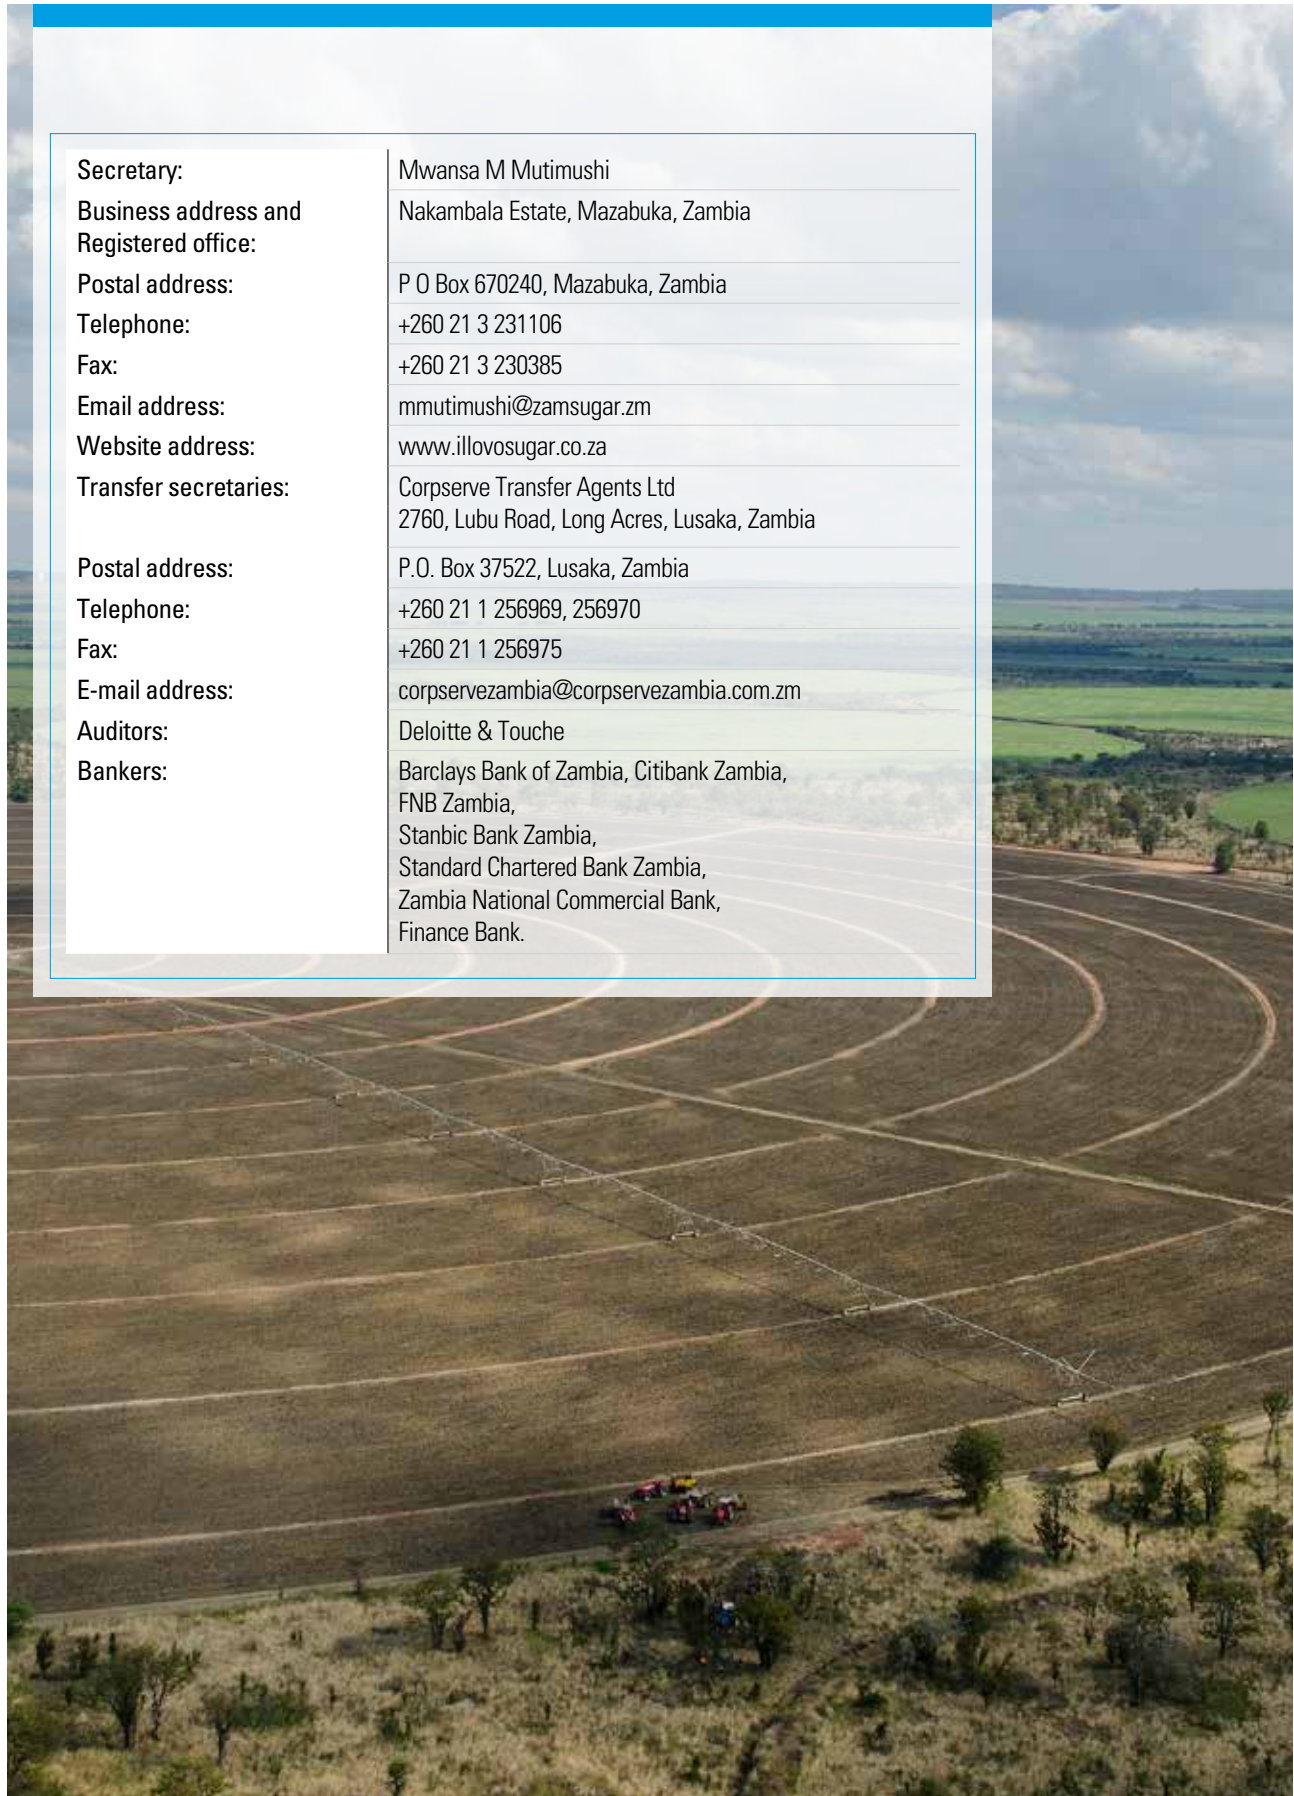 Secretary:
Mwansa M Mutimushi
Business address and
Registered office:
Nakambala Estate, Mazabuka, Zambia
Postal address:
P O Box 670240, Mazabuka, Zambia
Telephone:
+260 21 3 231106
Fax:
+260 21 3 230385
Email address:
mmutimushi@zamsugar.zm
Website address:
www.illovosugar.co.za
Transfer secretaries:
Corpserve Transfer Agents Ltd
2760, Lubu Road, Long Acres, Lusaka, Zambia
Postal address:
P.O. Box 37522, Lusaka, Zambia
Telephone:
+260 21 1 256969, 256970
Fax:
+260 21 1 256975
E-mail address:
corpservezambia@corpservezambia.com.zm
Auditors:
Deloitte & Touche
Bankers:
Barclays Bank of Zambia, Citibank Zambia,
FNB Zambia,
Stanbic Bank Zambia,
Standard Chartered Bank Zambia,
Zambia National Commercial Bank,
Finance Bank.